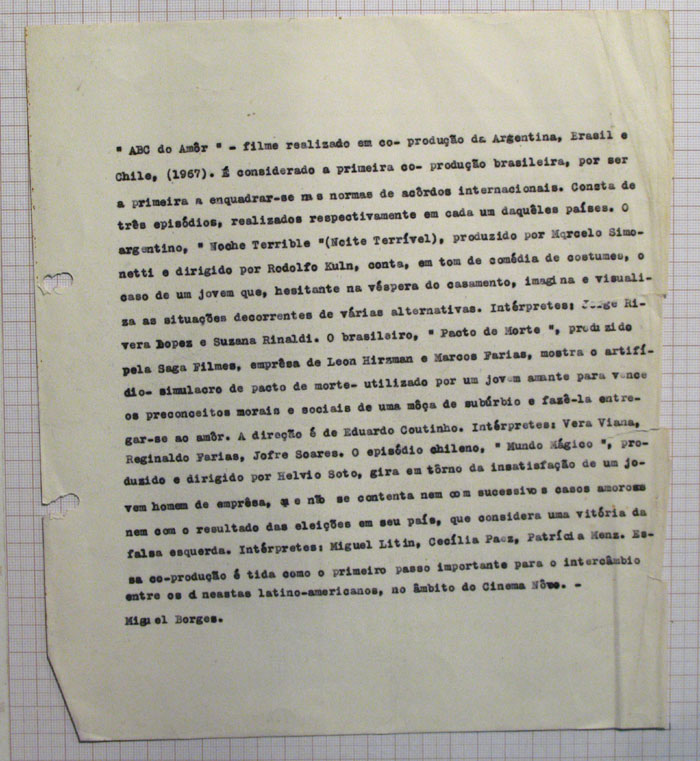 " ABC do Amôr " - filme realizado em co- produção da Argentina, Brasil e
Chile, (1967). É considerado a primeira co- produção brasileira, por ser
a primeira a enquadrar-se nas normas de acôrdos internacionais. Consta de
três episódios, realizados respectivamente em cada um daquêles países. O
argentino, " Noche Terrible "(Noite Terrível), produzido por Marcelo Simo-
netti e dirigido por Rodolfo Kuln, conta, em tom de comédia de costumes, o
caso de um jovem que, hesitante na véspera do casamento, imagina e visuali-
za as situações decorrentes de várias alternativas. Intérpretes: Jorge Ri-
vera Lopez e Suzana Rinaldi. O brasileiro, " Pacto de Morte ", produzido
pela Saga Filmes, emprêsa de Leon Hirzman e Marcos Farias, mostra o artifí-
dio- simulacro de pacto de morte- utilizado por um jovem amante para vence
os preconceitos morais e sociais de uma môça de subúrbio e fazê-la entre-
gar-se ao amôr. A direção é de Eduardo Coutinho. Intérpretes: Vera Viana,
Reginaldo Farias, Jofre Soares. O episódio chileno, " Mundo Mágico ", pro-
duzido e dirigido por Helvio Soto, gira em tôrno da insatisfação de um jo-
vem homem de emprêsa, que não se contenta nem com sucessivos casos amorosos
nem com o resultado das eleições em seu país, que considera uma vitória da
falsa esquerda. Intérpretes: Miguel Litin, Cecília Paez, Patrícia Menz. Es-
sa co-produção é tida como o primeiro passo importante para o intercâmbio
entre os cineastas latino-americanos, no âmbito do Cinema Nôvo. -
Miguel Borges.